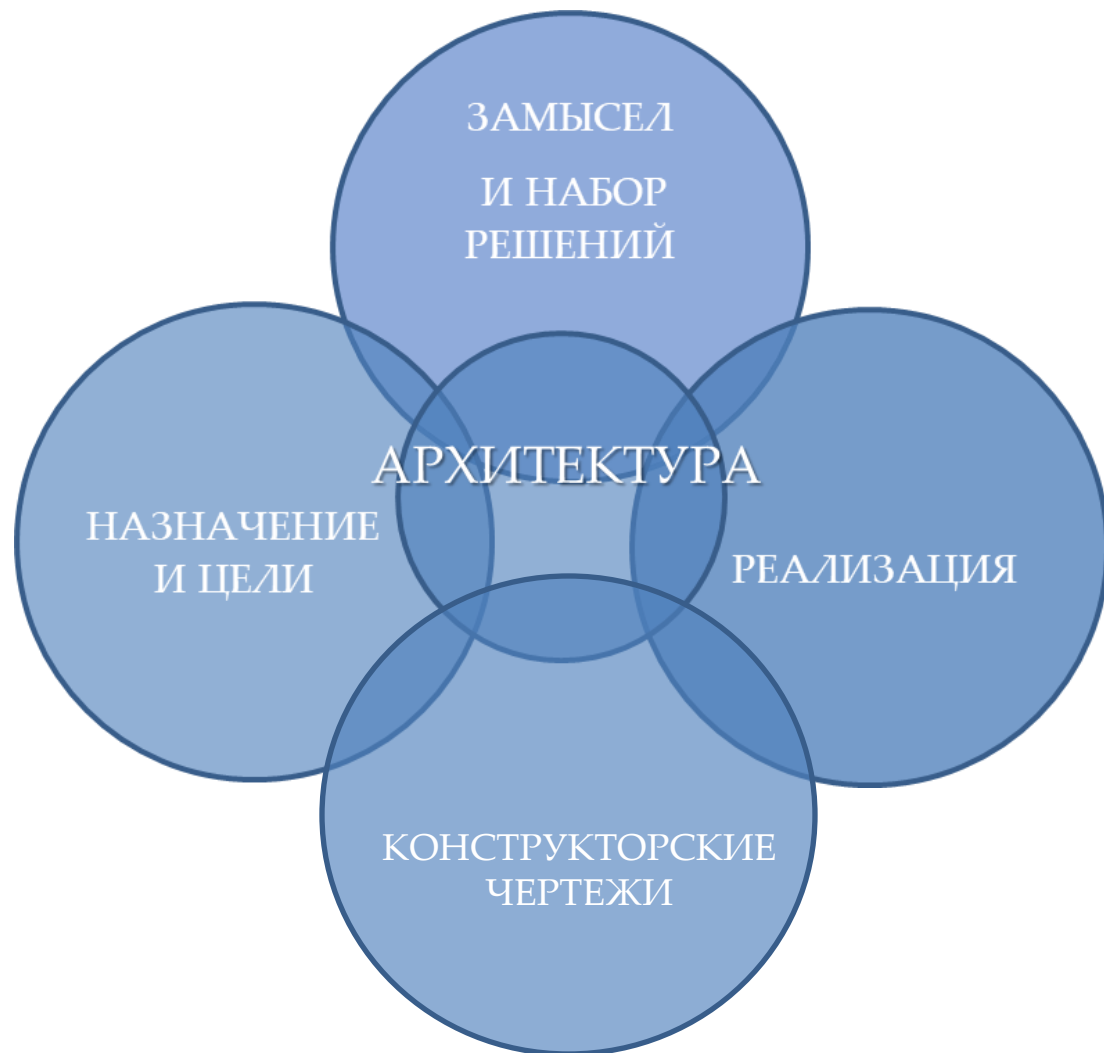 ЗАМЫСЕЛ
И НАБОР
РЕШЕНИЙ
АРХИТЕКТУРА
НАЗНАЧЕНИЕ
И ЦЕЛИ
РЕАЛИЗАЦИЯ
КОНСТРУКТОРСКИЕ
ЧЕРТЕЖИ